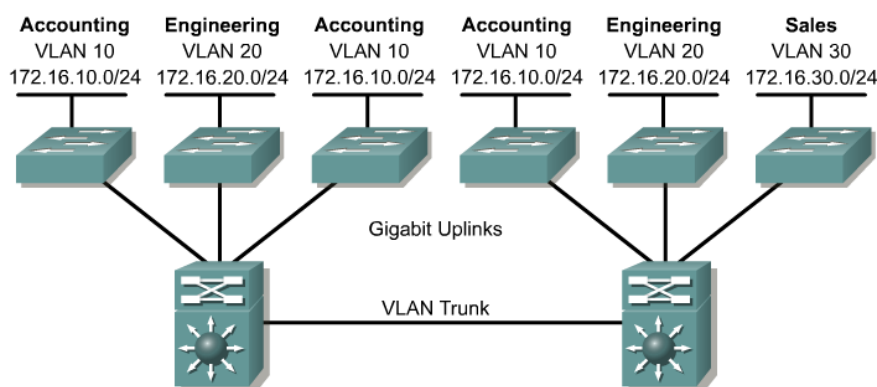 Accounting Engineering Accounting Accounting Engineering Sales
VLAN 10 VLAN 20 VLAN 10 VLAN 10 VLAN 20 VLAN 30
172.16.10.0/24 172.16.20.0/24 172.16.10.0/24 172.16.10.0/24 172.16.20.0/24 172.16.30.0/24
Gigabit Uplinks
VLAN Trunk